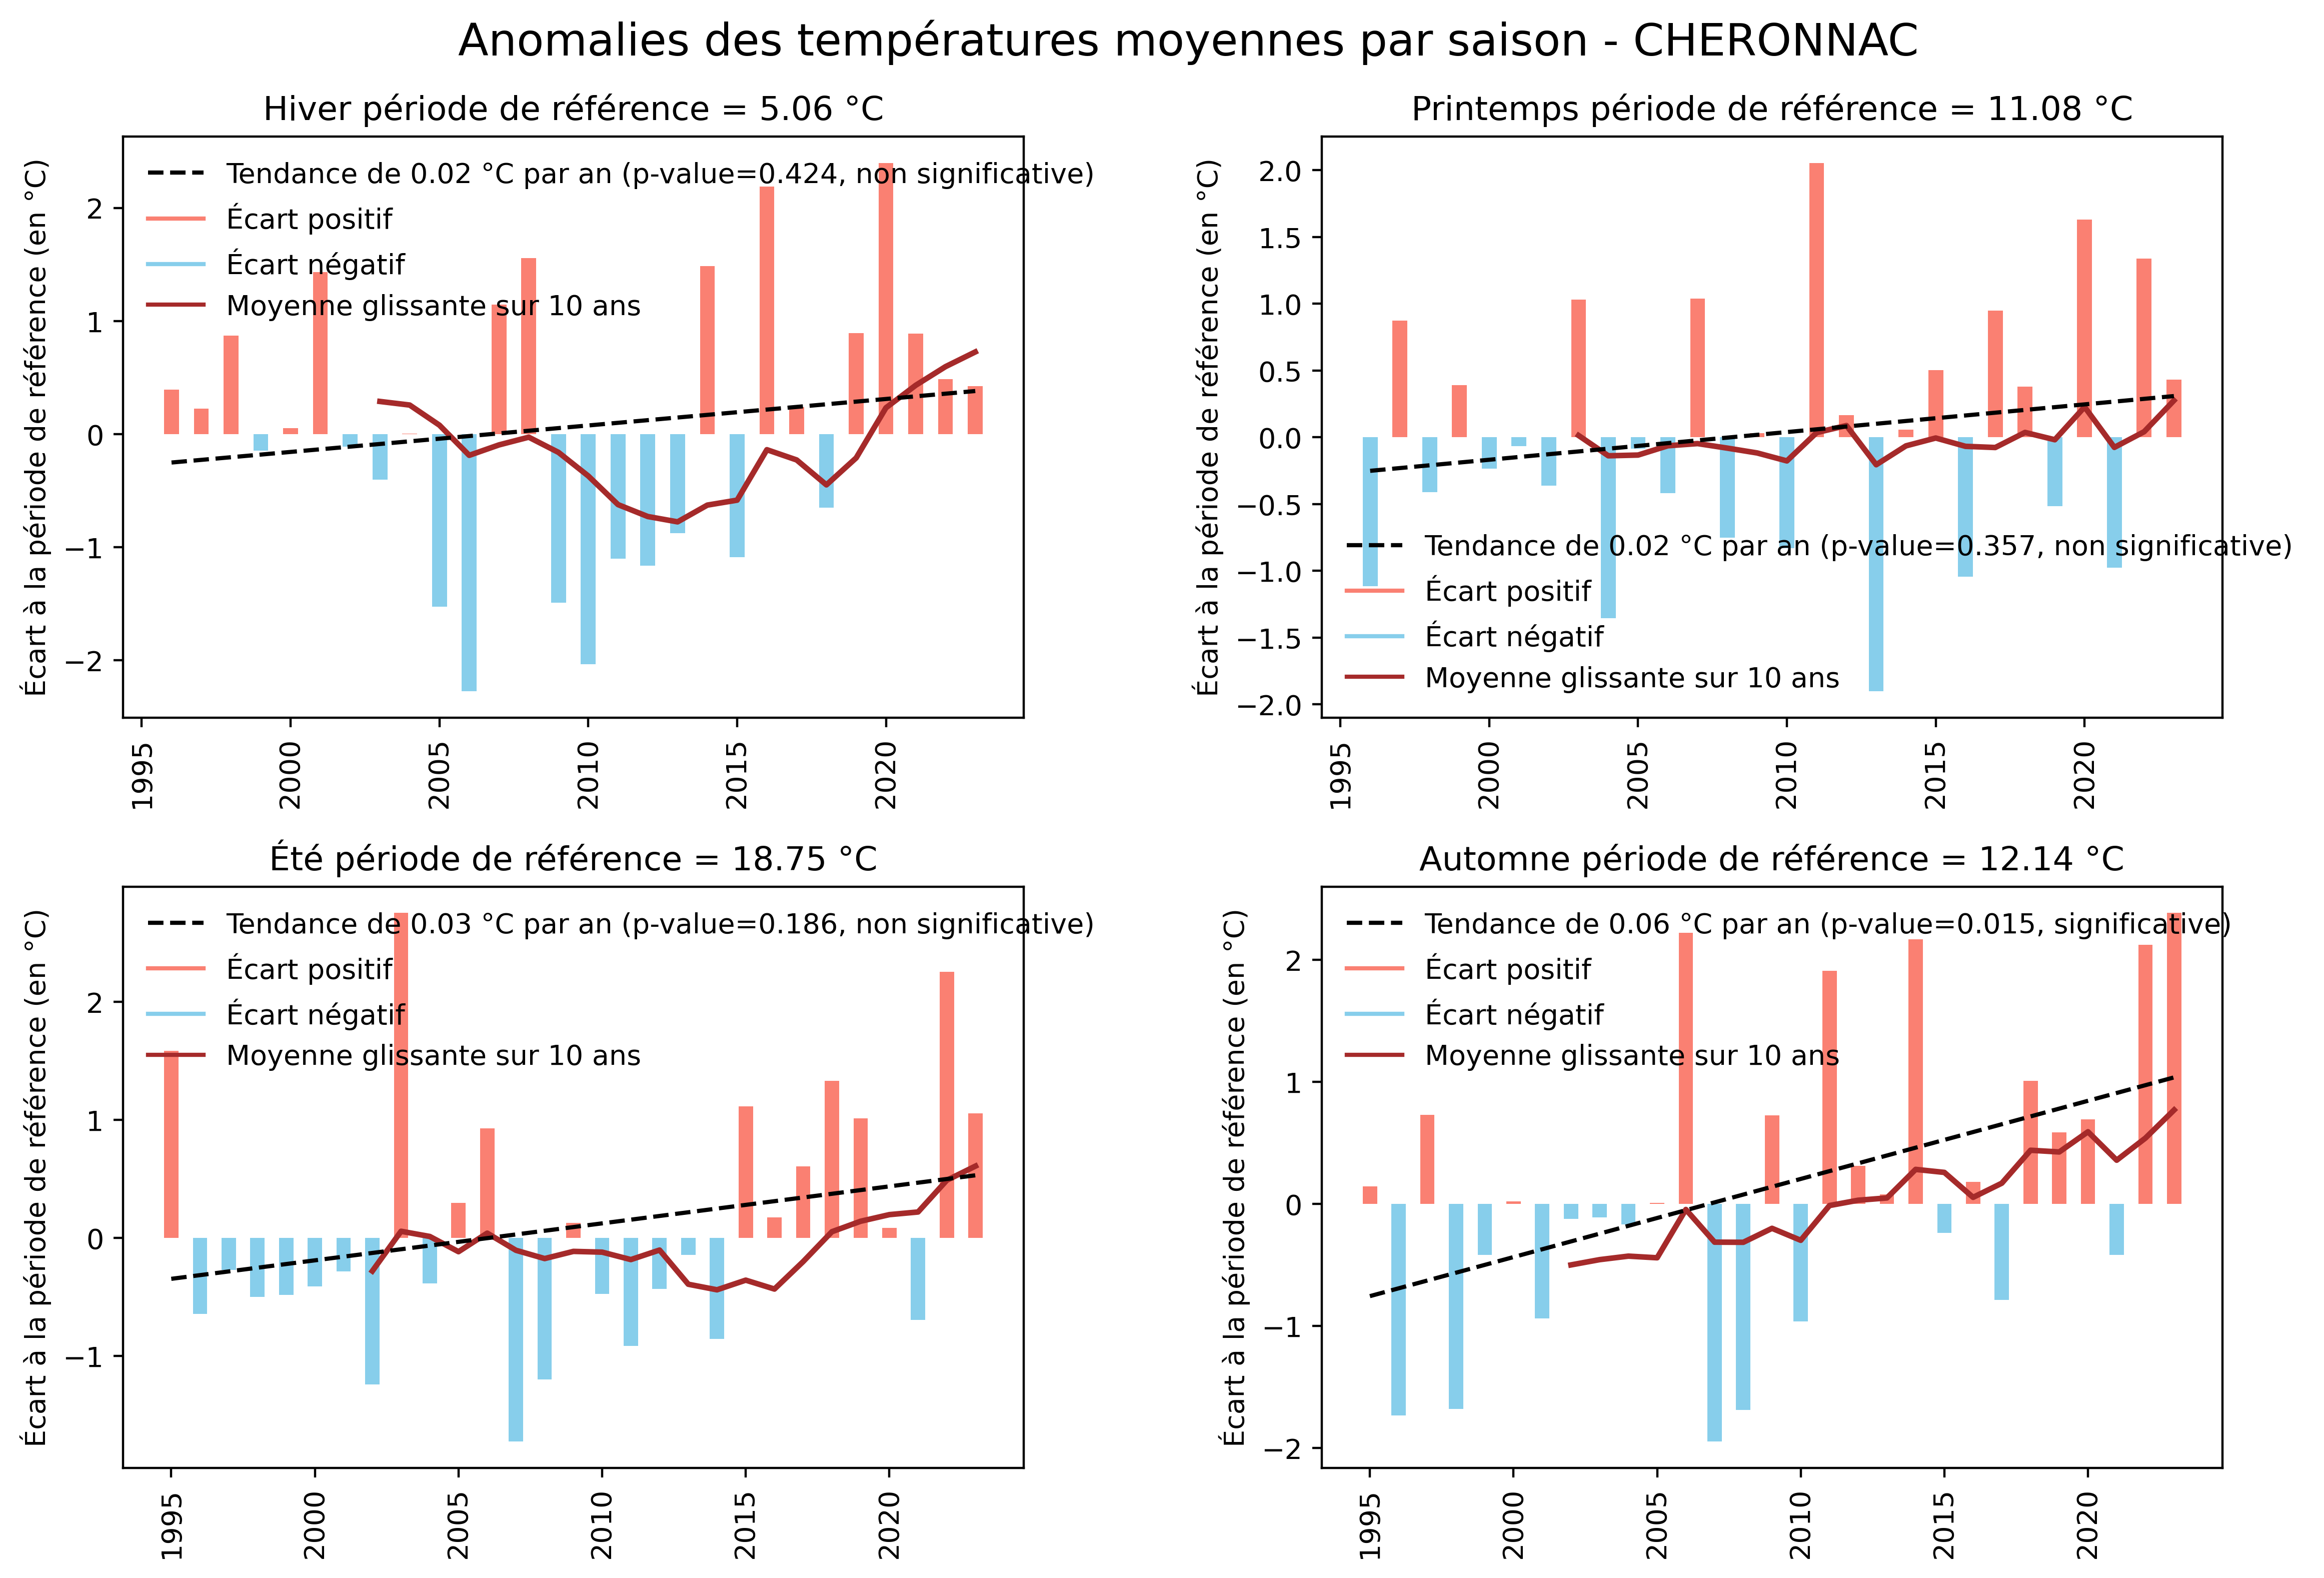 Anomalies des températures moyennes par saison - CHERONNAC
Hiver période de référence = 5.06 °C
Écart à la période de référence (en °C)
2
1
0
−1
−2
Tendance de 0.02 °C par an (p-value=0.424, non significative)
Écart positif
Écart négatif
Moyenne glissante sur 10 ans
1995
2000
2005
2010
2015
2020
Printemps période de référence = 11.08 °C
Écart à la période de référence (en °C)
2.0
1.5
1.0
0.5
0.0
−0.5
−1.0
−1.5
−2.0
Tendance de 0.02 °C par an (p-value=0.357, non significative)
Écart positif
Écart négatif
Moyenne glissante sur 10 ans
1995
2000
2005
2010
2015
2020
Été période de référence = 18.75 °C
Écart à la période de référence (en °C)
2
1
0
−1
Tendance de 0.03 °C par an (p-value=0.186, non significative)
Écart positif
Écart négatif
Moyenne glissante sur 10 ans
1995
2000
2005
2010
2015
2020
Automne période de référence = 12.14 °C
Écart à la période de référence (en °C)
2
1
0
−1
−2
Tendance de 0.06 °C par an (p-value=0.015, significative)
Écart positif
Écart négatif
Moyenne glissante sur 10 ans
1995
2000
2005
2010
2015
2020